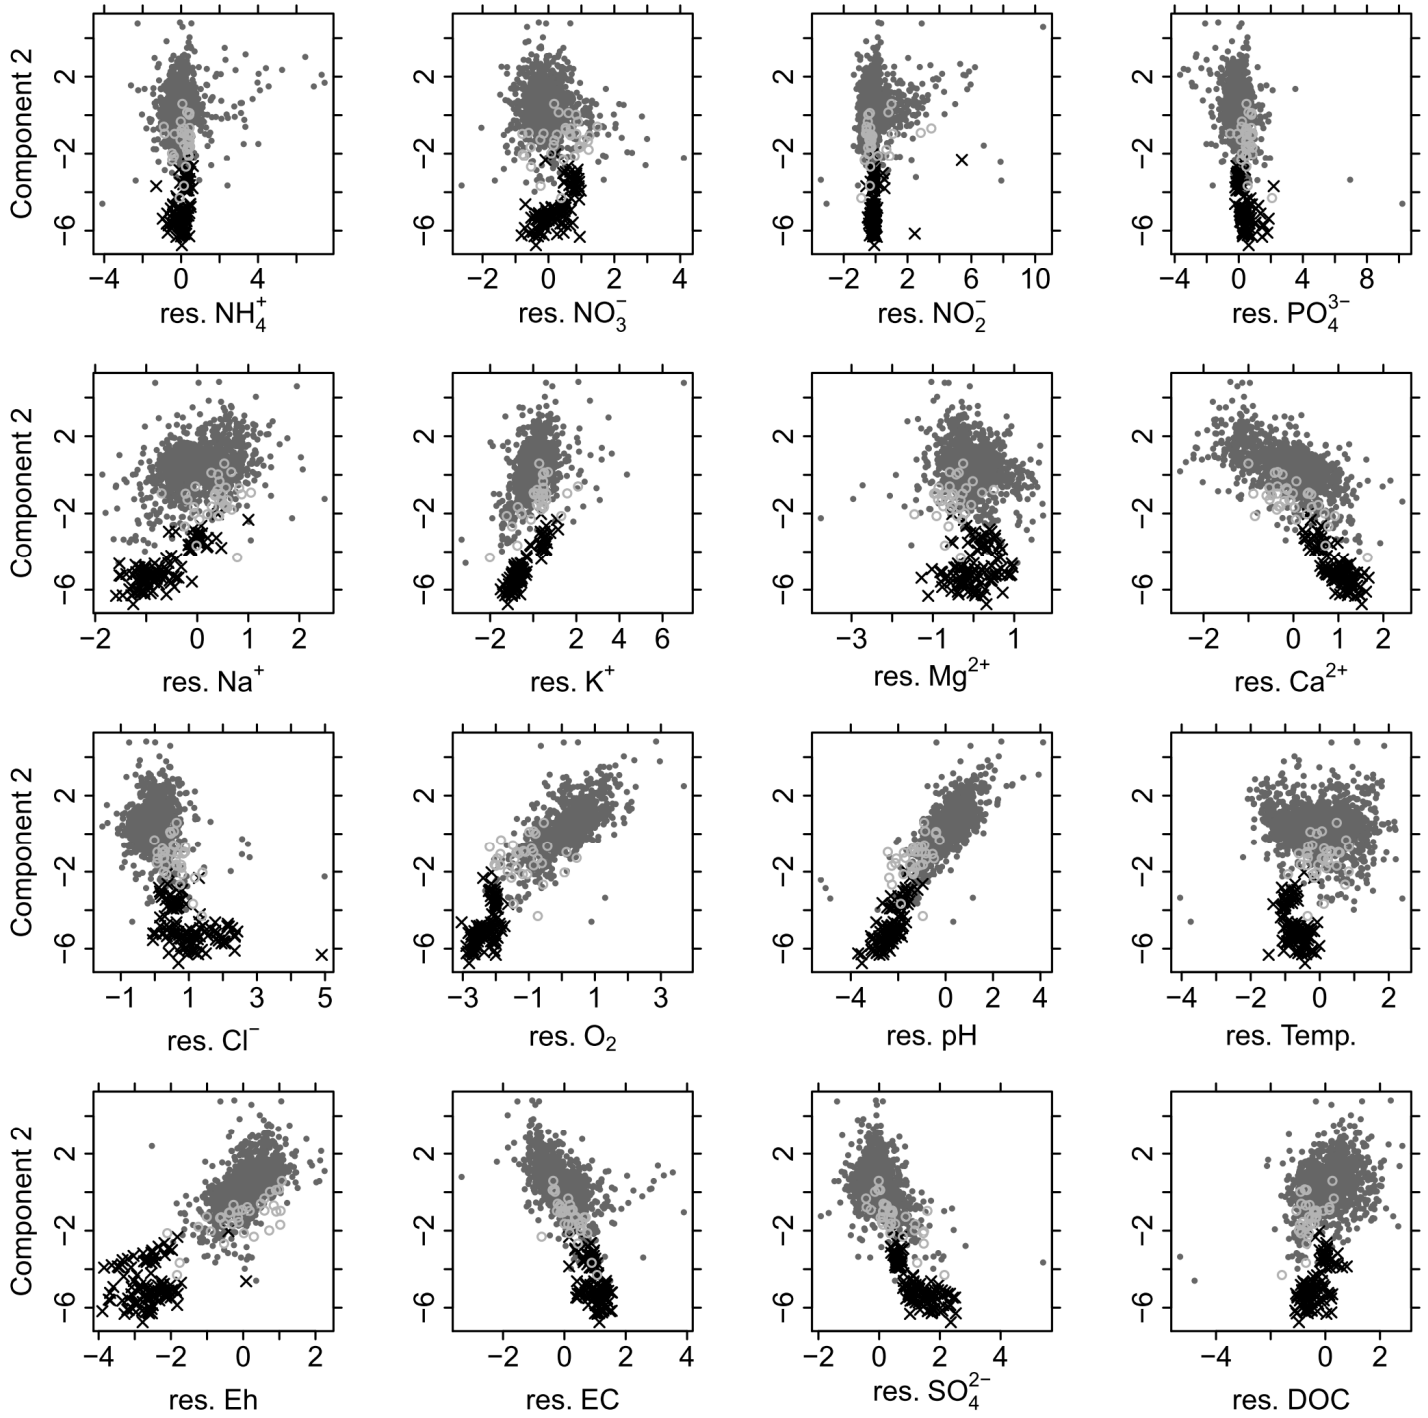 Component 2
2
−2
−6
−4 0 4
res. NH₄⁺
2
−2
−6
−2 0 2 4
res. NO₃⁻
2
−2
−6
−2 2 6 10
res. NO₂⁻
2
−2
−6
−4 0 4 8
res. PO₄³⁻
Component 2
2
−2
−6
−2 0 1 2
res. Na⁺
2
−2
−6
−2 2 4 6
res. K⁺
2
−2
−6
−3 −1 1
res. Mg²⁺
2
−2
−6
−2 0 1 2
res. Ca²⁺
Component 2
2
−2
−6
−1 1 3 5
res. Cl⁻
2
−2
−6
−3 −1 1 3
res. O₂
2
−2
−6
−4 0 2 4
res. pH
2
−2
−6
−4 −2 0 2
res. Temp.
Component 2
2
−2
−6
−4 −2 0 2
res. Eh
2
−2
−6
−2 0 2 4
res. EC
2
−2
−6
−2 0 2 4
res. SO₄²⁻
2
−2
−6
−4 0 2
res. DOC